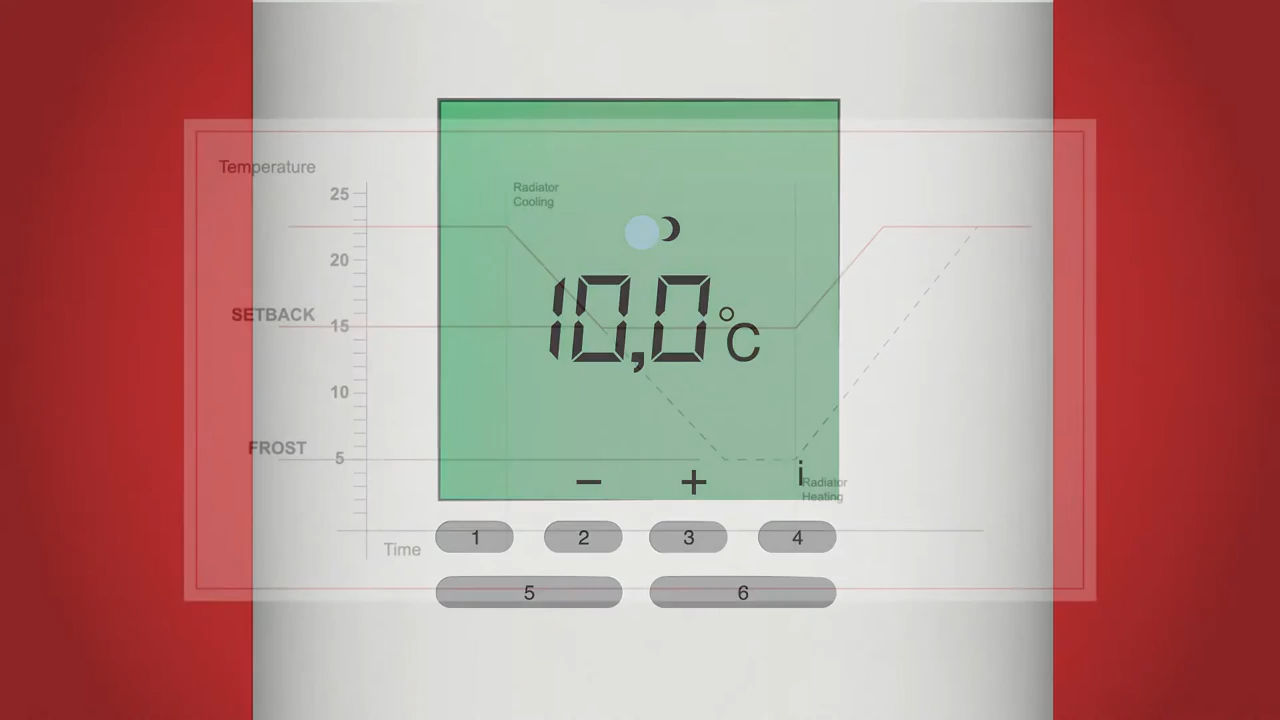 Temperature
25
Radiator
Cooling
20
SETBACK 15
10,0°C
10
FROST 5
− + i
Radiator
Heating
1 2 3 4
Time
5 6